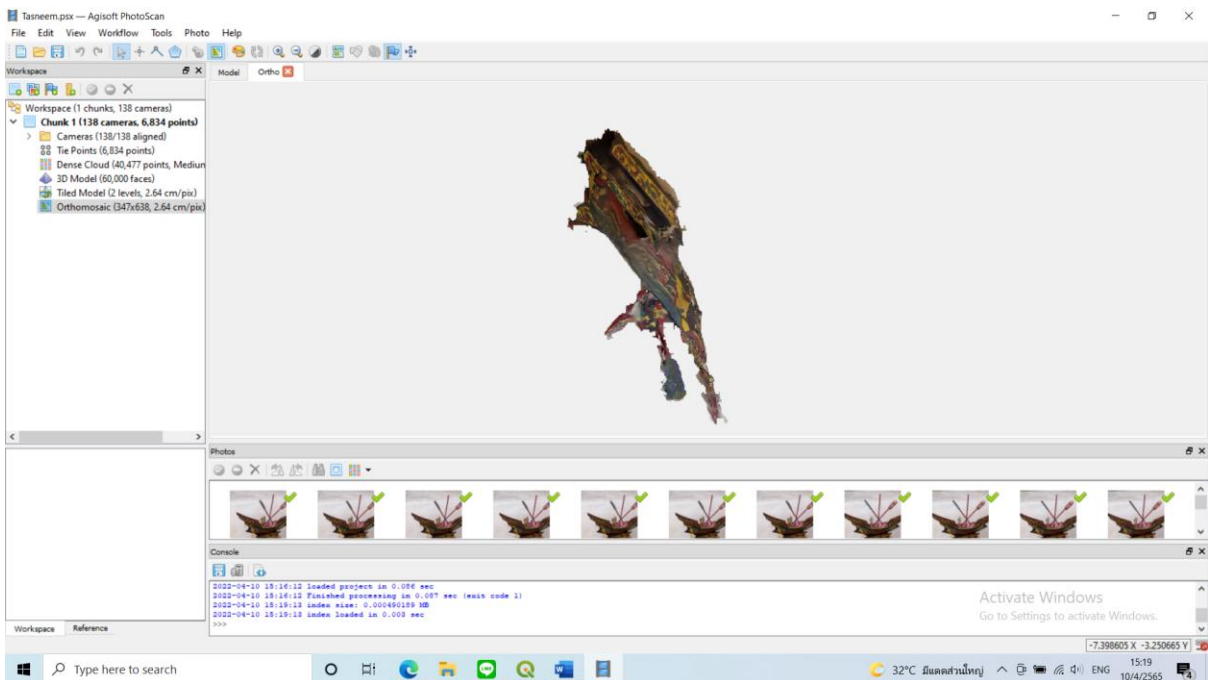 Tasneem.psx — Agisoft PhotoScan
File Edit View Workflow Tools Photo Help
Workspace
Model Ortho
Workspace (1 chunks, 138 cameras)
Chunk 1 (138 cameras, 6,834 points)
Cameras (138/138 aligned)
Tie Points (6,834 points)
Dense Cloud (40,477 points, Medium
3D Model (60,000 faces)
Tiled Model (2 levels, 2.64 cm/pix)
Orthomosaic (347x638, 2.64 cm/pix)
Photos
Console
2022-04-10 15:16:12 loaded project in 0.086 sec
2022-04-10 15:16:12 Finished processing in 0.087 sec (exit code 1)
2022-04-10 15:19:13 index size: 0.000490189 MB
2022-04-10 15:19:13 index loaded in 0.003 sec
>>>
Activate Windows
Go to Settings to activate Windows.
Workspace Reference
-7.398605 X -3.250665 Y
Type here to search
32°C มีแดดส่วนใหญ่
ENG
15:19
10/4/2565
4